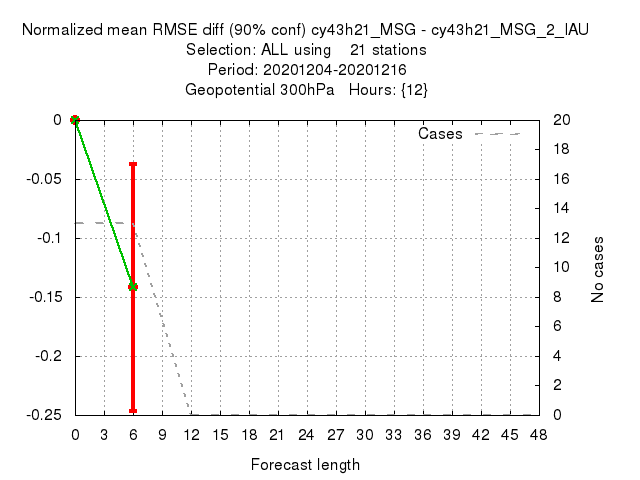 Normalized mean RMSE diff (90% conf) cy43h21_MSG - cy43h21_MSG_2_IAU
Selection: ALL using    21 stations
Period: 20201204-20201216
Geopotential 300hPa   Hours: {12}
Cases
0
-0.05
-0.1
-0.15
-0.2
-0.25
20
18
16
14
12
10
8
6
4
2
0
No cases
0 3 6 9 12 15 18 21 24 27 30 33 36 39 42 45 48
Forecast length